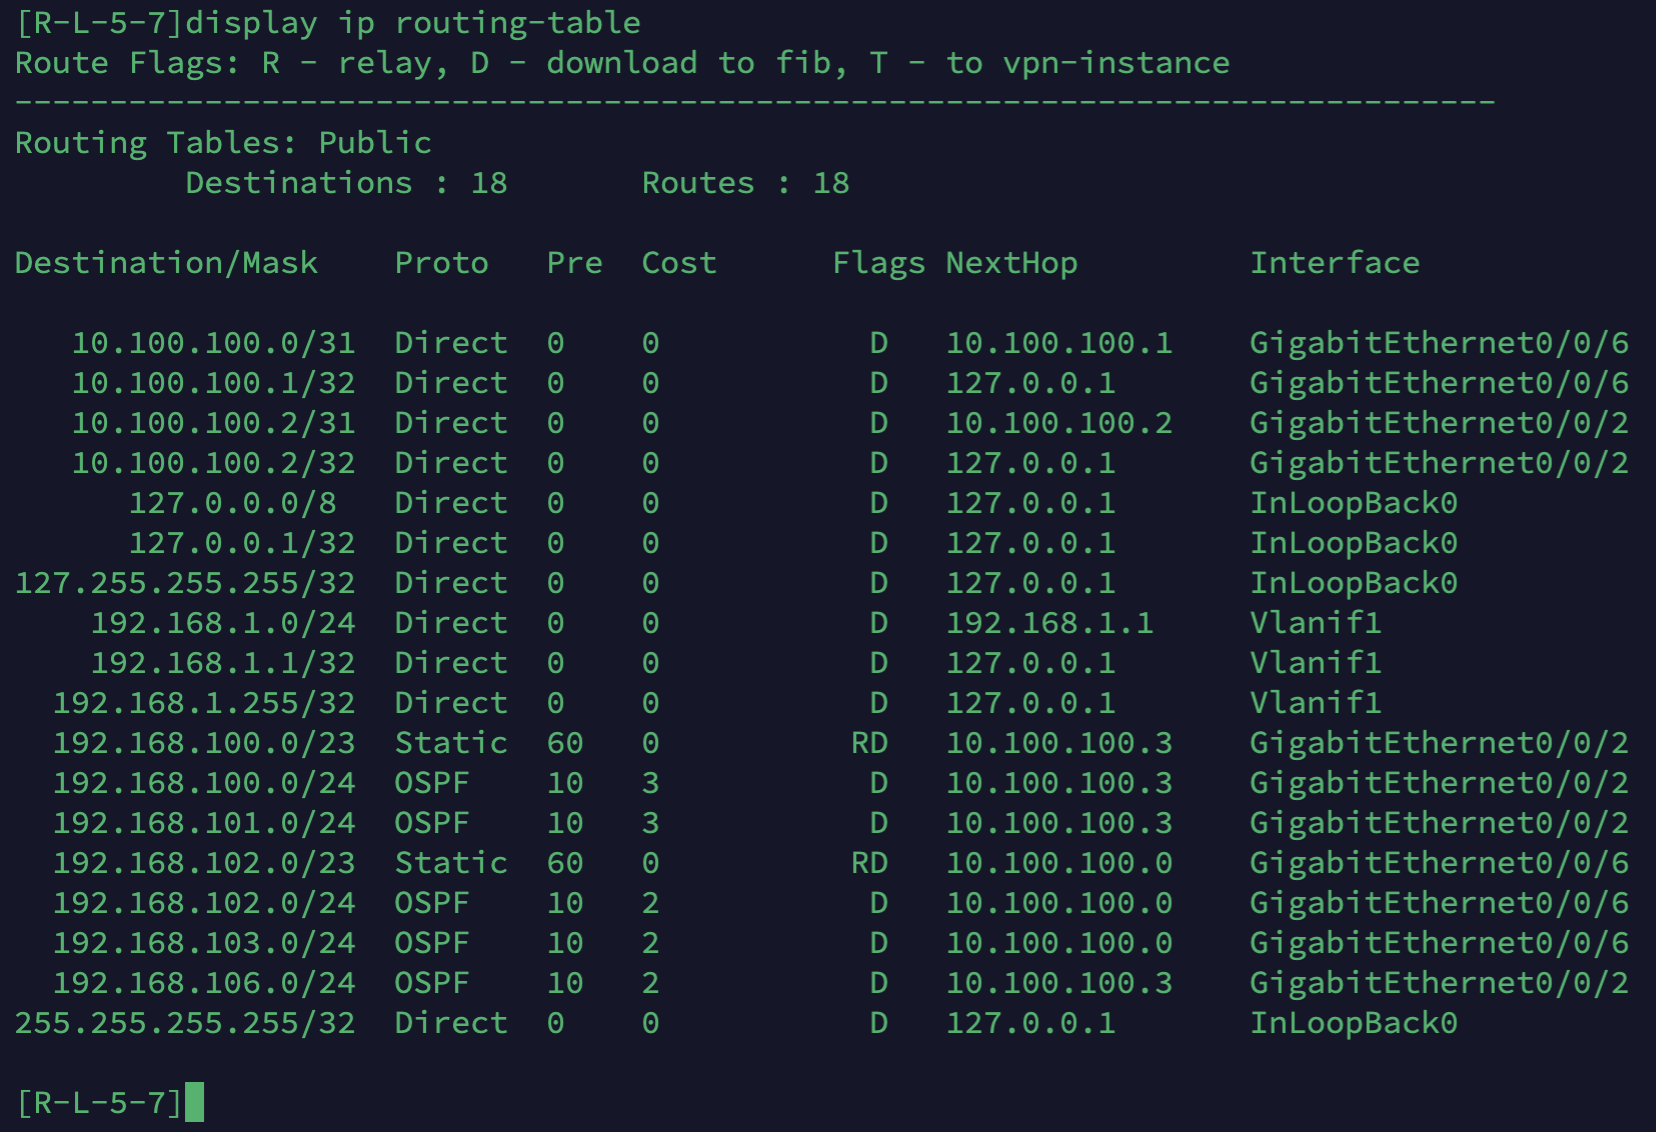 [R-L-5-7]display ip routing-table
Route Flags: R - relay, D - download to fib, T - to vpn-instance
------------------------------------------------------------------------------
Routing Tables: Public
         Destinations : 18       Routes : 18

Destination/Mask    Proto   Pre  Cost      Flags NextHop         Interface

   10.100.100.0/31  Direct  0    0           D   10.100.100.1    GigabitEthernet0/0/6
   10.100.100.1/32  Direct  0    0           D   127.0.0.1       GigabitEthernet0/0/6
   10.100.100.2/31  Direct  0    0           D   10.100.100.2    GigabitEthernet0/0/2
   10.100.100.2/32  Direct  0    0           D   127.0.0.1       GigabitEthernet0/0/2
      127.0.0.0/8   Direct  0    0           D   127.0.0.1       InLoopBack0
      127.0.0.1/32  Direct  0    0           D   127.0.0.1       InLoopBack0
127.255.255.255/32  Direct  0    0           D   127.0.0.1       InLoopBack0
    192.168.1.0/24  Direct  0    0           D   192.168.1.1     Vlanif1
    192.168.1.1/32  Direct  0    0           D   127.0.0.1       Vlanif1
  192.168.1.255/32  Direct  0    0           D   127.0.0.1       Vlanif1
  192.168.100.0/23  Static  60   0          RD   10.100.100.3    GigabitEthernet0/0/2
  192.168.100.0/24  OSPF    10   3           D   10.100.100.3    GigabitEthernet0/0/2
  192.168.101.0/24  OSPF    10   3           D   10.100.100.3    GigabitEthernet0/0/2
  192.168.102.0/23  Static  60   0          RD   10.100.100.0    GigabitEthernet0/0/6
  192.168.102.0/24  OSPF    10   2           D   10.100.100.0    GigabitEthernet0/0/6
  192.168.103.0/24  OSPF    10   2           D   10.100.100.0    GigabitEthernet0/0/6
  192.168.106.0/24  OSPF    10   2           D   10.100.100.3    GigabitEthernet0/0/2
255.255.255.255/32  Direct  0    0           D   127.0.0.1       InLoopBack0

[R-L-5-7]